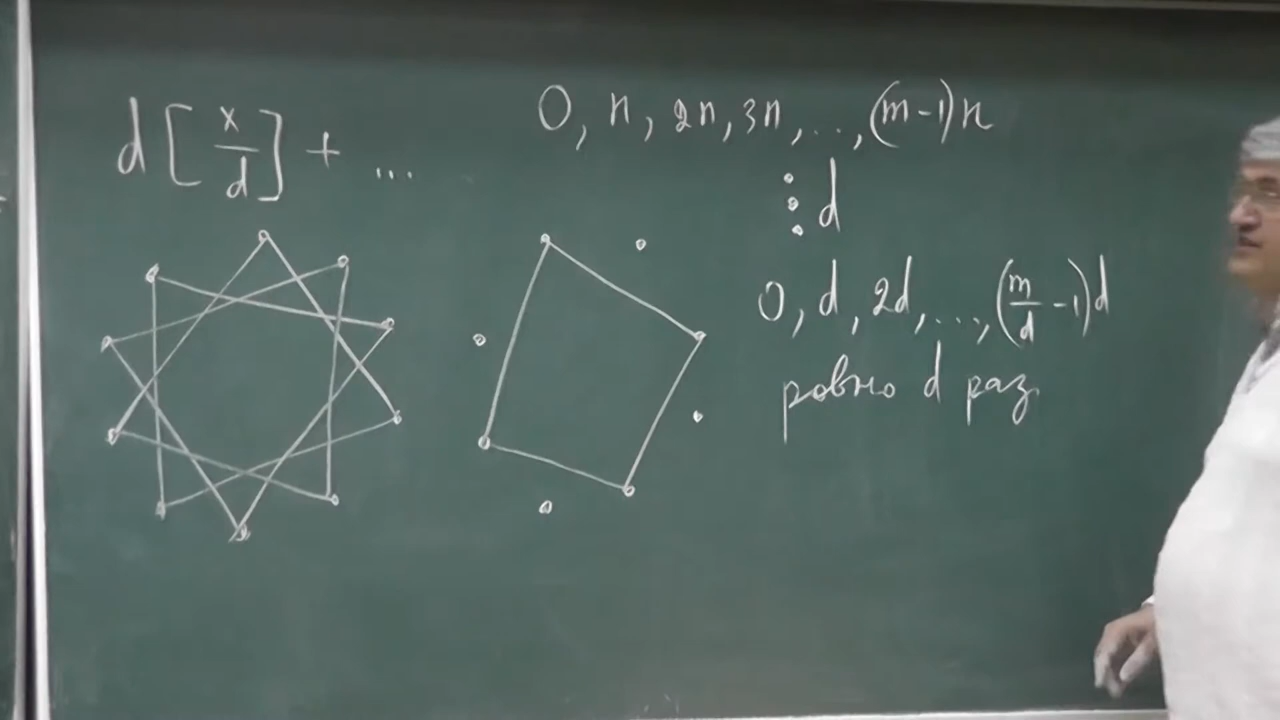 d[x/d] + ...
0, n, 2n, 3n, ..., (m-1)n
⋮ d
0, d, 2d, ..., (m/d - 1)d
ровно d раз.